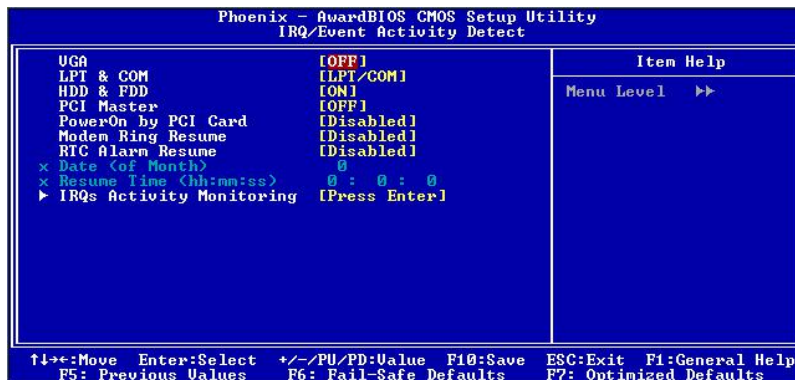 Phoenix - AwardBIOS CMOS Setup Utility
IRQ/Event Activity Detect
VGA [OFF]
LPT & COM [LPT/COM]
HDD & FDD [ON]
PCI Master [OFF]
PowerOn by PCI Card [Disabled]
Modem Ring Resume [Disabled]
RTC Alarm Resume [Disabled]
x Date (of Month) 0
x Resume Time (hh:mm:ss) 0 : 0 : 0
► IRQs Activity Monitoring [Press Enter]
Item Help
Menu Level ►►
↑↓→←:Move Enter:Select +/-/PU/PD:Value F10:Save ESC:Exit F1:General Help
F5: Previous Values F6: Fail-Safe Defaults F7: Optimized Defaults